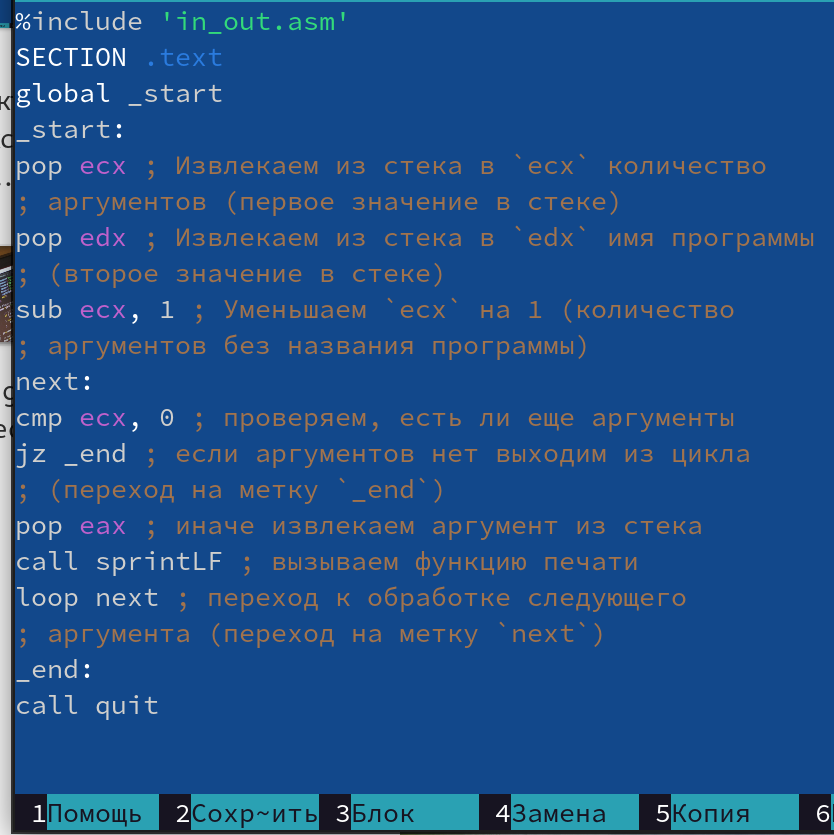 %include 'in_out.asm'
SECTION .text
global _start
_start:
pop ecx ; Извлекаем из стека в `ecx` количество
; аргументов (первое значение в стеке)
pop edx ; Извлекаем из стека в `edx` имя программы
; (второе значение в стеке)
sub ecx, 1 ; Уменьшаем `ecx` на 1 (количество
; аргументов без названия программы)
next:
cmp ecx, 0 ; проверяем, есть ли еще аргументы
jz _end ; если аргументов нет выходим из цикла
; (переход на метку `_end`)
pop eax ; иначе извлекаем аргумент из стека
call sprintLF ; вызываем функцию печати
loop next ; переход к обработке следующего
; аргумента (переход на метку `next`)
_end:
call quit
1Помощь 2Сохр~ить 3Блок 4Замена 5Копия 6